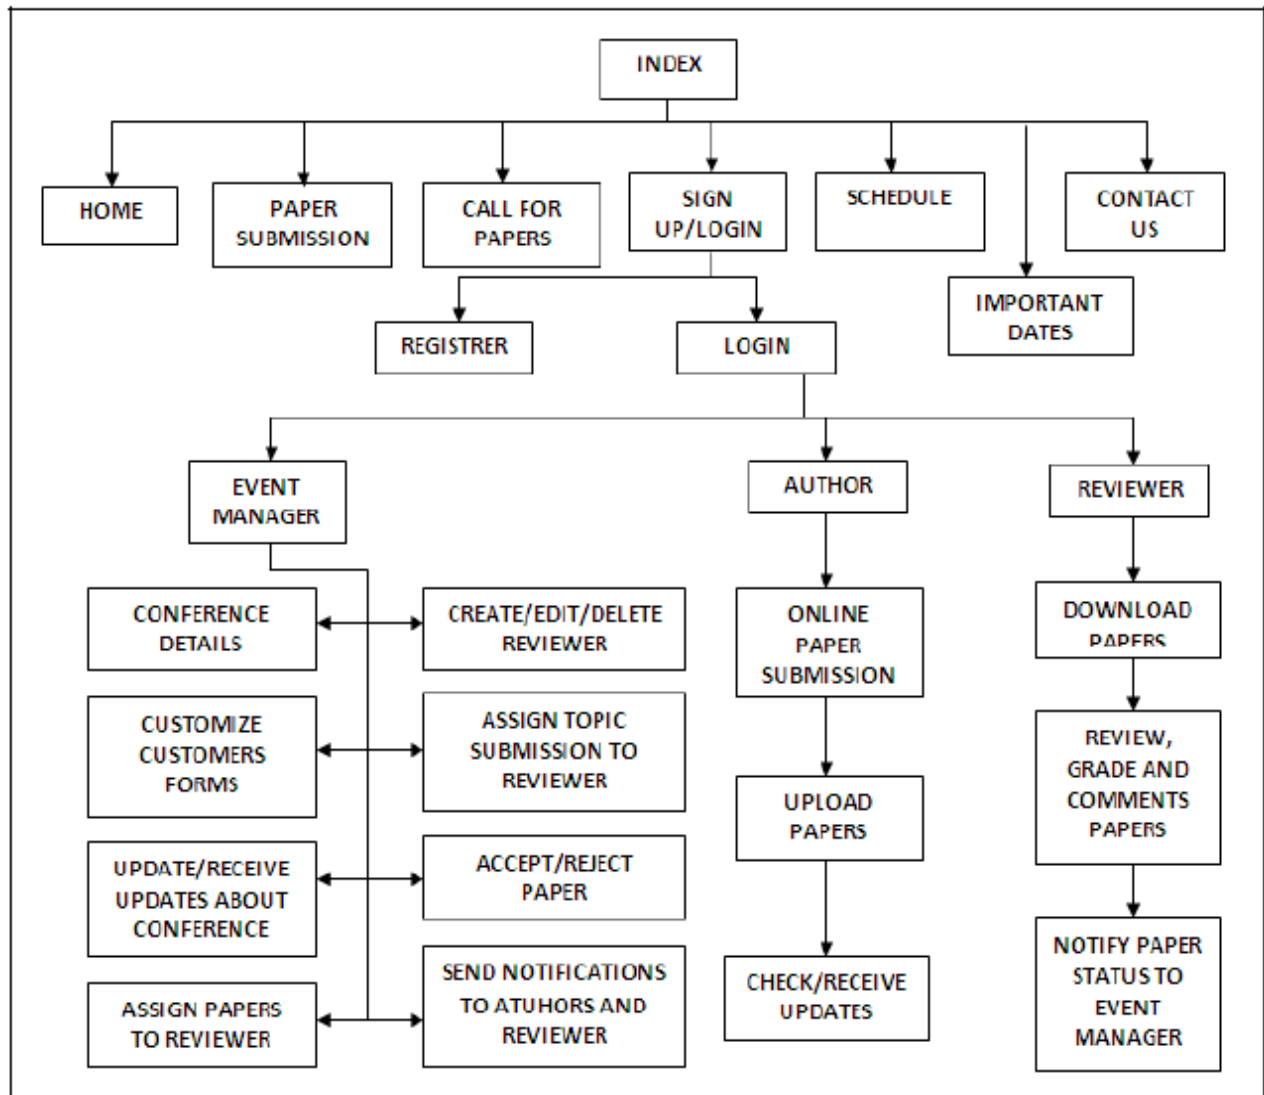 INDEX
HOME
PAPER
SUBMISSION
CALL FOR
PAPERS
SIGN
UP/LOGIN
SCHEDULE
CONTACT
US
IMPORTANT
DATES
REGISTRER
LOGIN
EVENT
MANAGER
AUTHOR
REVIEWER
CONFERENCE
DETAILS
CREATE/EDIT/DELETE
REVIEWER
ONLINE
PAPER
SUBMISSION
DOWNLOAD
PAPERS
CUSTOMIZE
CUSTOMERS
FORMS
ASSIGN TOPIC
SUBMISSION TO
REVIEWER
UPLOAD
PAPERS
REVIEW,
GRADE AND
COMMENTS
PAPERS
UPDATE/RECEIVE
UPDATES ABOUT
CONFERENCE
ACCEPT/REJECT
PAPER
ASSIGN PAPERS
TO REVIEWER
SEND NOTIFICATIONS
TO ATUHORS AND
REVIEWER
CHECK/RECEIVE
UPDATES
NOTIFY PAPER
STATUS TO
EVENT
MANAGER